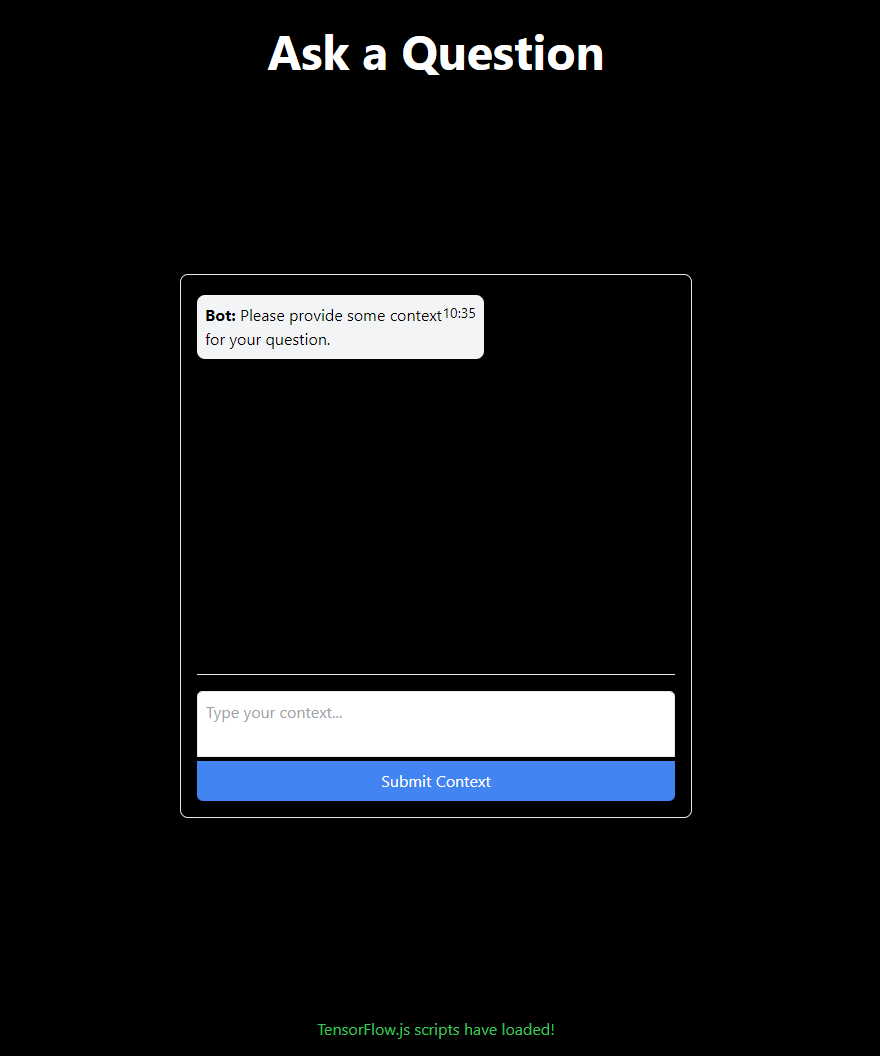 Ask a Question
Bot: Please provide some context 10:35
for your question.
Type your context...
Submit Context
TensorFlow.js scripts have loaded!